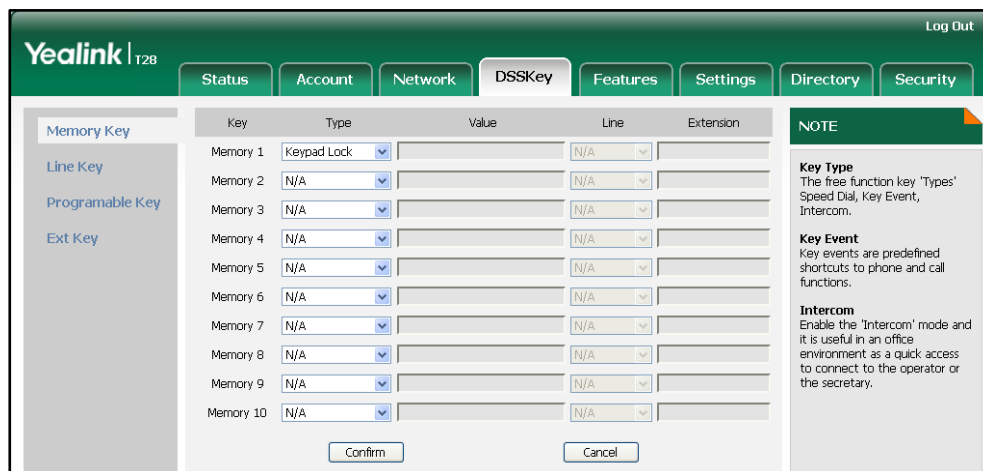 Log Out
Yealink | T28
Status Account Network DSSKey Features Settings Directory Security
Memory Key
Line Key
Programable Key
Ext Key
Key Type Value Line Extension
Memory 1 Keypad Lock N/A
Memory 2 N/A N/A
Memory 3 N/A N/A
Memory 4 N/A N/A
Memory 5 N/A N/A
Memory 6 N/A N/A
Memory 7 N/A N/A
Memory 8 N/A N/A
Memory 9 N/A N/A
Memory 10 N/A N/A
Confirm Cancel
NOTE
Key Type
The free function key 'Types'
Speed Dial, Key Event,
Intercom.
Key Event
Key events are predefined
shortcuts to phone and call
functions.
Intercom
Enable the 'Intercom' mode and
it is useful in an office
environment as a quick access
to connect to the operator or
the secretary.